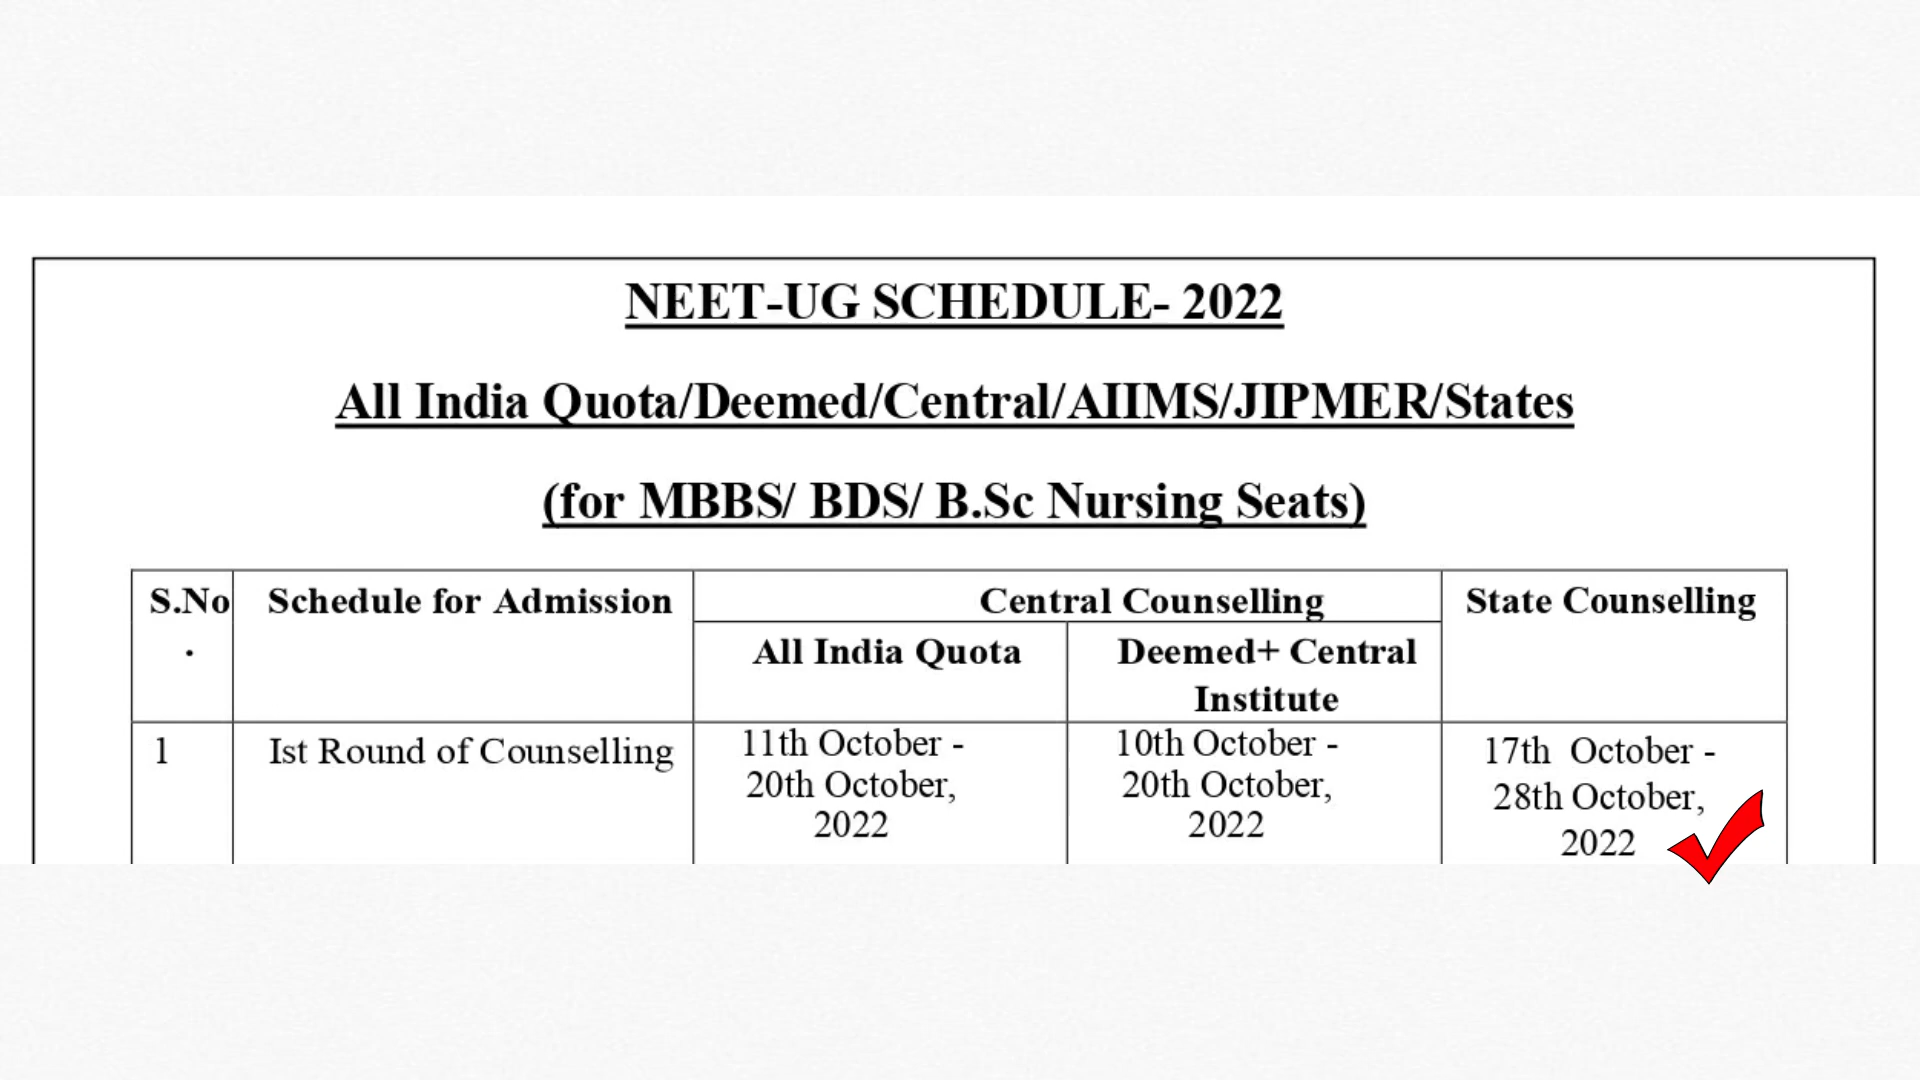 NEET-UG SCHEDULE- 2022
All India Quota/Deemed/Central/AIIMS/JIPMER/States
(for MBBS/ BDS/ B.Sc Nursing Seats)
S.No
.
Schedule for Admission
Central Counselling
State Counselling
All India Quota
Deemed+ Central
Institute
1
Ist Round of Counselling
11th October -
20th October,
2022
10th October -
20th October,
2022
17th  October -
28th October,
2022